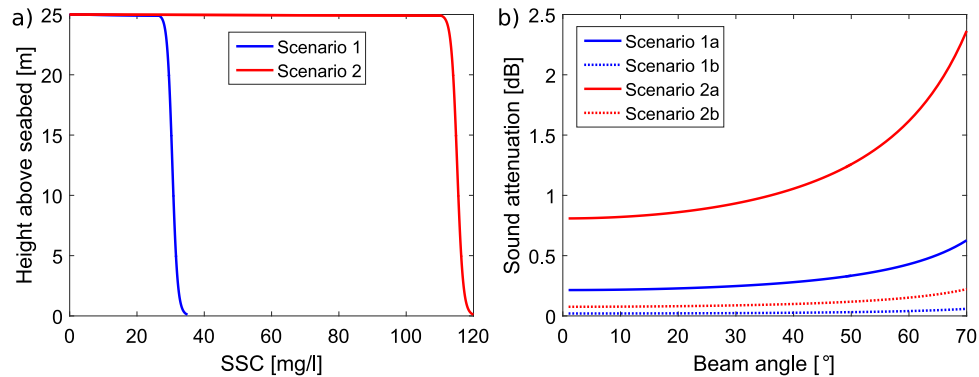 a)
Height above seabed [m]
25
20
15
10
5
0
Scenario 1
Scenario 2
0 20 40 60 80 100 120
SSC [mg/l]
b)
Sound attenuation [dB]
2.5
2
1.5
1
0.5
0
Scenario 1a
Scenario 1b
Scenario 2a
Scenario 2b
0 10 20 30 40 50 60 70
Beam angle [°]